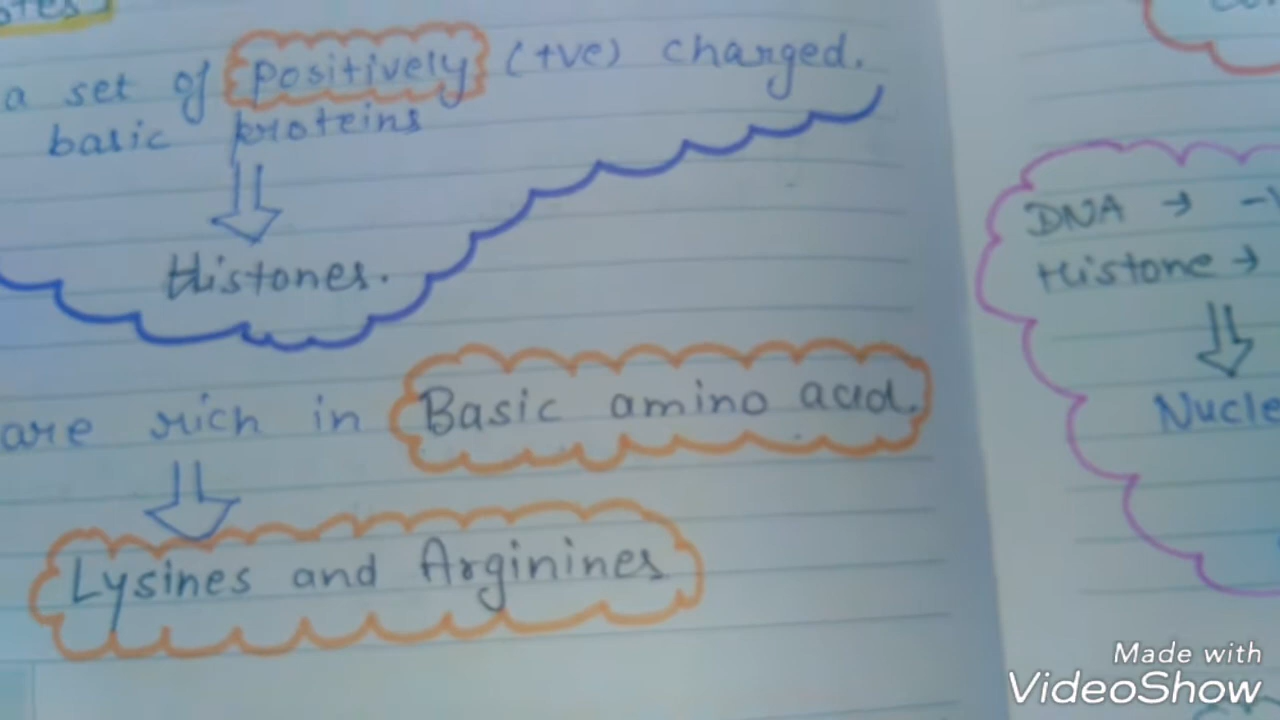 a set of positively (+ve) charged.
basic proteins
Histones.
are rich in Basic amino acid.
Lysines and Arginines
DNA →
Histone →
Made with
VideoShow